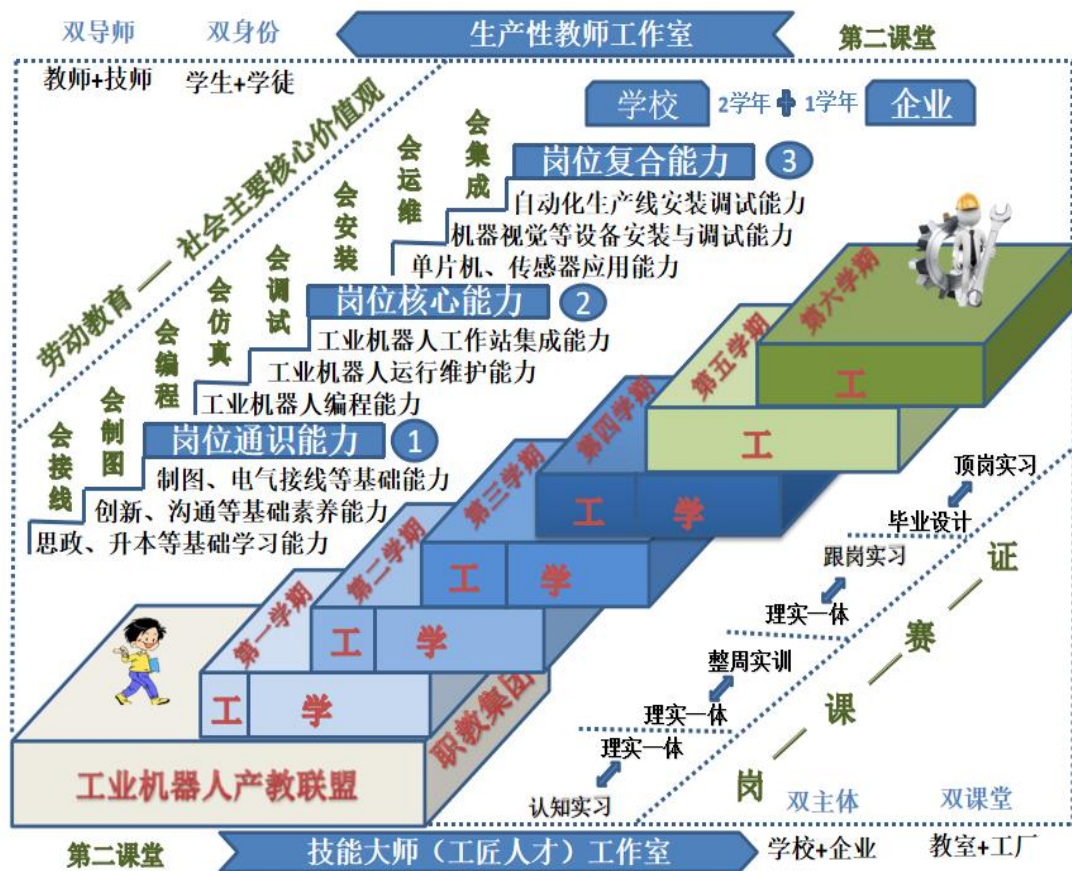 双导师
双身份
生产性教师工作室
第二课堂
教师+技师
学生+学徒
学校
2学年
1学年
企业
劳动教育 — 社会主要核心价值观
会接线
会制图
会编程
会仿真
会调试
会安装
会运维
会集成
岗位复合能力
3
自动化生产线安装调试能力
机器视觉等设备安装与调试能力
单片机、传感器应用能力
岗位核心能力
2
工业机器人工作站集成能力
工业机器人运行维护能力
工业机器人编程能力
岗位通识能力
1
制图、电气接线等基础能力
创新、沟通等基础素养能力
思政、升本等基础学习能力
第六学期
工
第五学期
工
第四学期
工
学
第三学期
工
学
第二学期
工
学
第一学期
工
学
职教集团
工业机器人产教联盟
顶岗实习
毕业设计
跟岗实习
理实一体
整周实训
理实一体
理实一体
认知实习
岗 — 课 — 赛 — 证
双主体
双课堂
学校+企业
教室+工厂
第二课堂
技能大师（工匠人才）工作室